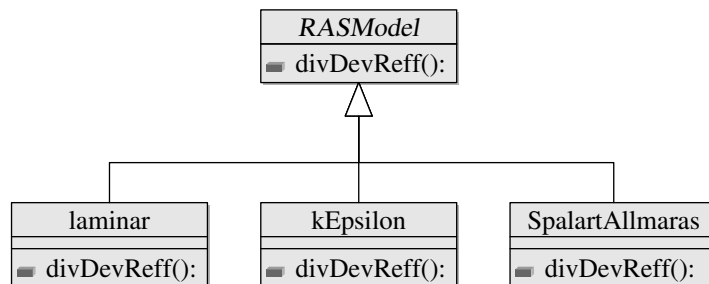 RASModel
divDevReff():
laminar
kEpsilon
SpalartAllmaras
divDevReff():
divDevReff():
divDevReff():